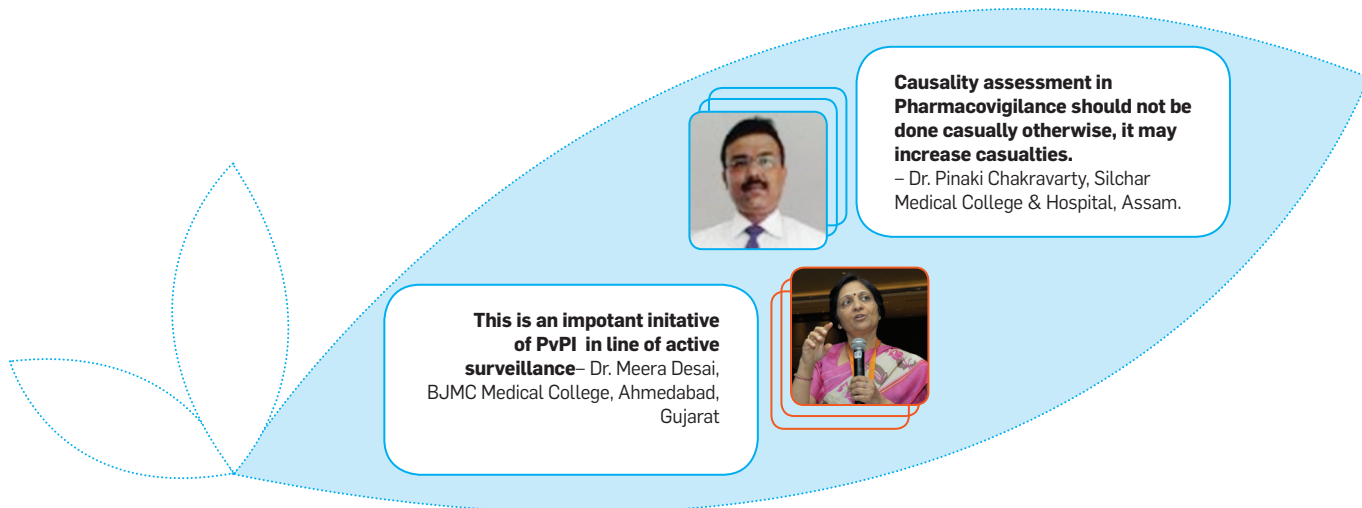 Causality assessment in
Pharmacovigilance should not be
done casually otherwise, it may
increase casualties.
– Dr. Pinaki Chakravarty, Silchar
Medical College & Hospital, Assam.
This is an impotant initative
of PvPI in line of active
surveillance– Dr. Meera Desai,
BJMC Medical College, Ahmedabad,
Gujarat